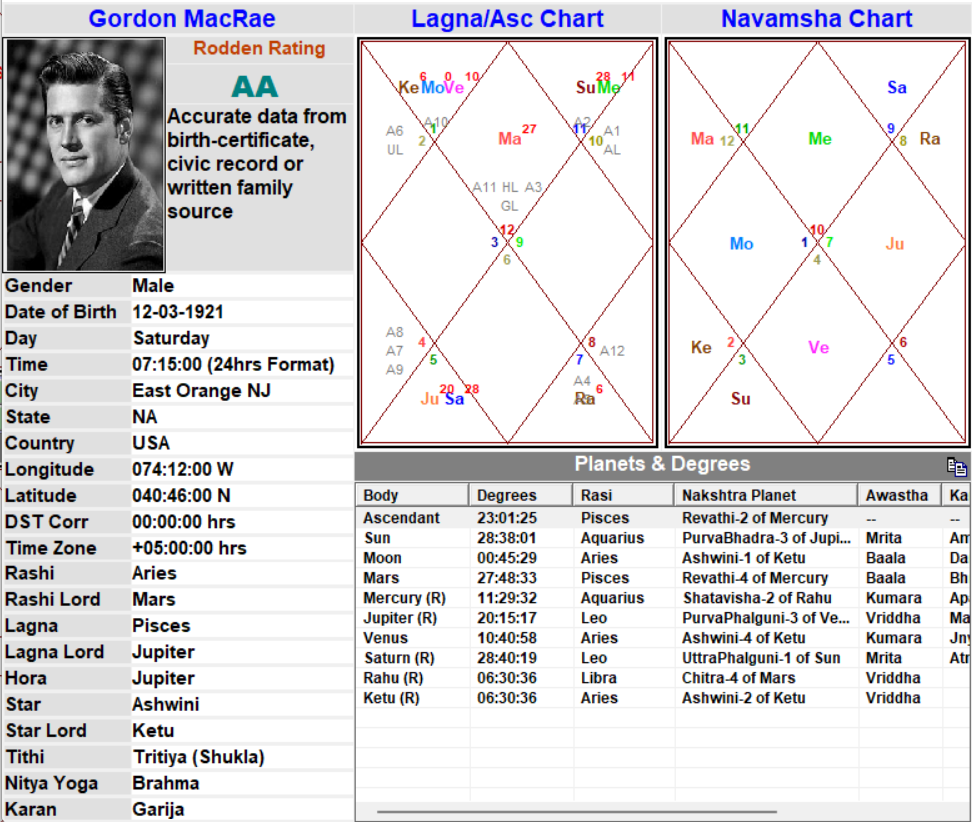 Gordon MacRae
Rodden Rating
AA
Accurate data from
birth-certificate,
civic record or
written family
source
Gender Male
Date of Birth 12-03-1921
Day Saturday
Time 07:15:00 (24hrs Format)
City East Orange NJ
State NA
Country USA
Longitude 074:12:00 W
Latitude 040:46:00 N
DST Corr 00:00:00 hrs
Time Zone +05:00:00 hrs
Rashi Aries
Rashi Lord Mars
Lagna Pisces
Lagna Lord Jupiter
Hora Jupiter
Star Ashwini
Star Lord Ketu
Tithi Tritiya (Shukla)
Nitya Yoga Brahma
Karan Garija
Lagna/Asc Chart
6 0 10 28 11
Ke Mo Ve Su Me
A6 1 A10 Ma 27 A2 11 A1
UL 2 10 AL
A11 HL A3
GL
12
3 9
6
A8
A7 4 8 A12
A9 5 7
A4
20 28 6
Ju Sa Ra
Navamsha Chart
Sa
11 9
Ma 12 Me 8 Ra
10
Mo 1 7 Ju
4
Ke 2 Ve 6
3 5
Su
Planets & Degrees
Body Degrees Rasi Nakshtra Planet Awastha Ka
Ascendant 23:01:25 Pisces Revathi-2 of Mercury -- --
Sun 28:38:01 Aquarius PurvaBhadra-3 of Jupi... Mrita Am
Moon 00:45:29 Aries Ashwini-1 of Ketu Baala Da
Mars 27:48:33 Pisces Revathi-4 of Mercury Baala Bh
Mercury (R) 11:29:32 Aquarius Shatavisha-2 of Rahu Kumara Ap
Jupiter (R) 20:15:17 Leo PurvaPhalguni-3 of Ve... Vriddha Ma
Venus 10:40:58 Aries Ashwini-4 of Ketu Kumara Jny
Saturn (R) 28:40:19 Leo UttraPhalguni-1 of Sun Mrita Atr
Rahu (R) 06:30:36 Libra Chitra-4 of Mars Vriddha
Ketu (R) 06:30:36 Aries Ashwini-2 of Ketu Vriddha